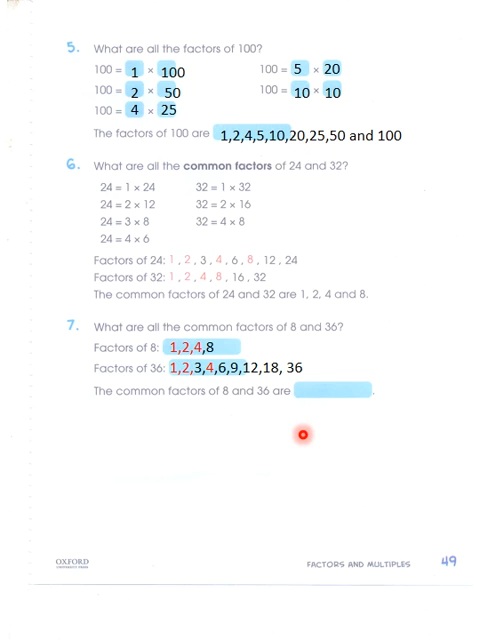 5. What are all the factors of 100?
100 = 1 × 100 100 = 5 × 20
100 = 2 × 50 100 = 10 × 10
100 = 4 × 25
The factors of 100 are 1,2,4,5,10,20,25,50 and 100
6. What are all the common factors of 24 and 32?
24 = 1 × 24 32 = 1 × 32
24 = 2 × 12 32 = 2 × 16
24 = 3 × 8 32 = 4 × 8
24 = 4 × 6
Factors of 24: 1 , 2 , 3 , 4 , 6 , 8 , 12 , 24
Factors of 32: 1 , 2 , 4 , 8 , 16 , 32
The common factors of 24 and 32 are 1, 2, 4 and 8.
7. What are all the common factors of 8 and 36?
Factors of 8: 1,2,4,8
Factors of 36: 1,2,3,4,6,9,12,18, 36
The common factors of 8 and 36 are .
OXFORD
UNIVERSITY PRESS
FACTORS AND MULTIPLES 49